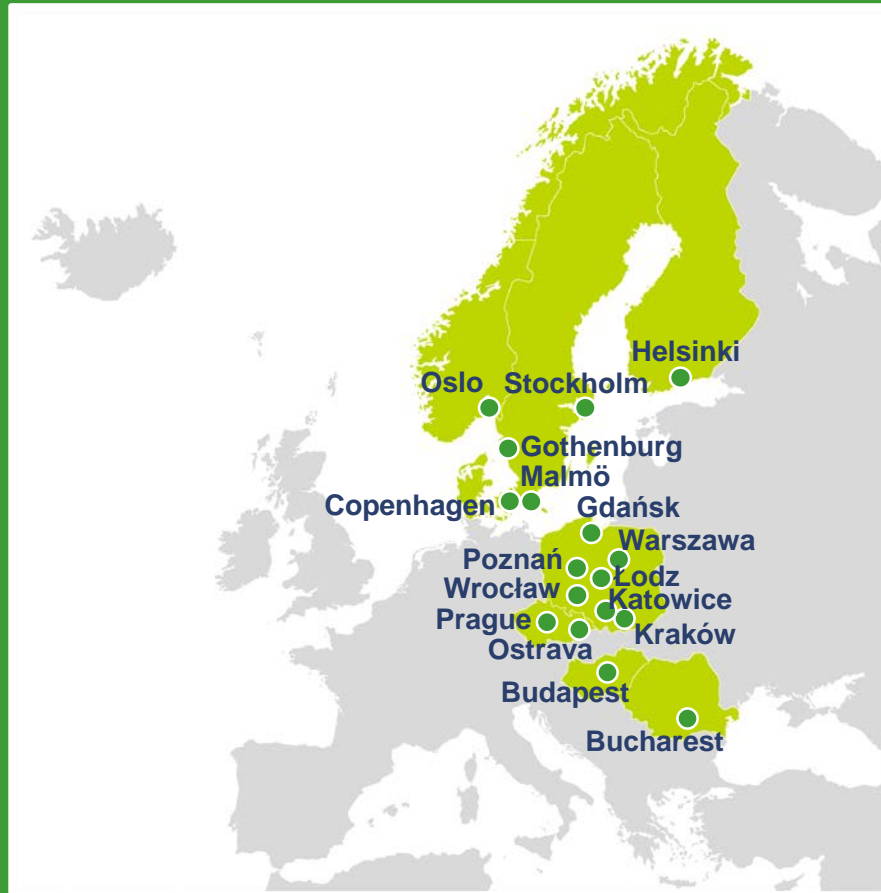 Helsinki
Oslo
Stockholm
Gothenburg
Malmö
Copenhagen
Gdańsk
Warszawa
Poznań
Łodz
Wrocław
Katowice
Prague
Kraków
Ostrava
Budapest
Bucharest